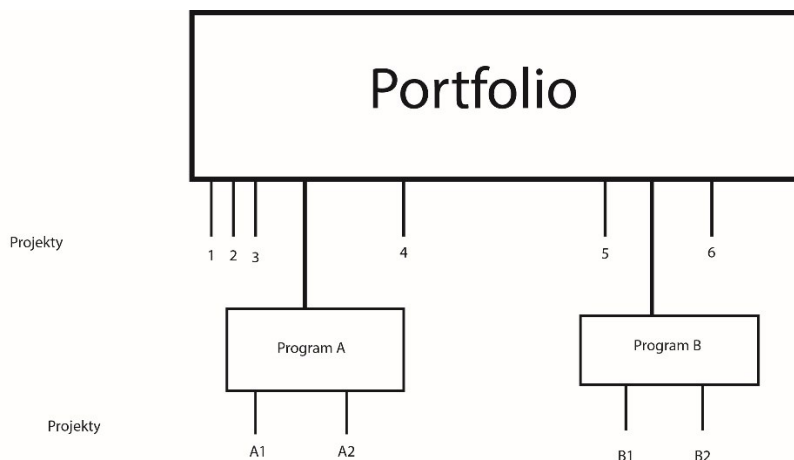 Portfolio
Projekty
1 2 3 4 5 6
Program A
Program B
Projekty
A1 A2 B1 B2